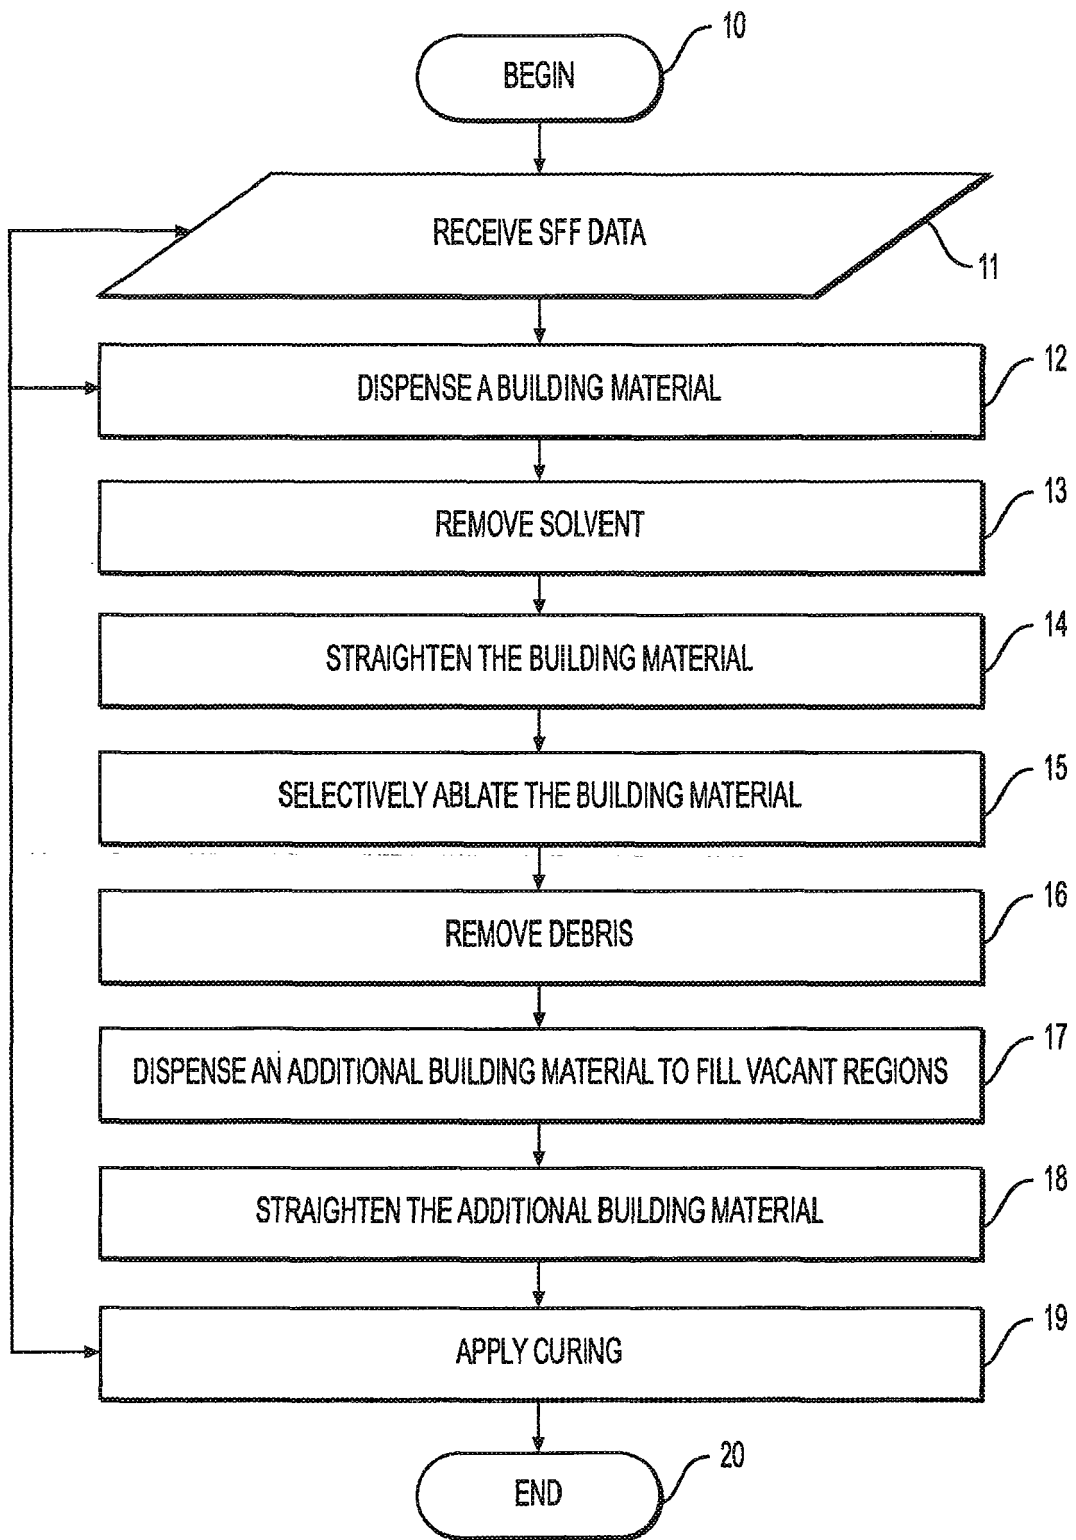 10
BEGIN
RECEIVE SFF DATA
11
DISPENSE A BUILDING MATERIAL
12
REMOVE SOLVENT
13
STRAIGHTEN THE BUILDING MATERIAL
14
SELECTIVELY ABLATE THE BUILDING MATERIAL
15
REMOVE DEBRIS
16
DISPENSE AN ADDITIONAL BUILDING MATERIAL TO FILL VACANT REGIONS
17
STRAIGHTEN THE ADDITIONAL BUILDING MATERIAL
18
APPLY CURING
19
END
20